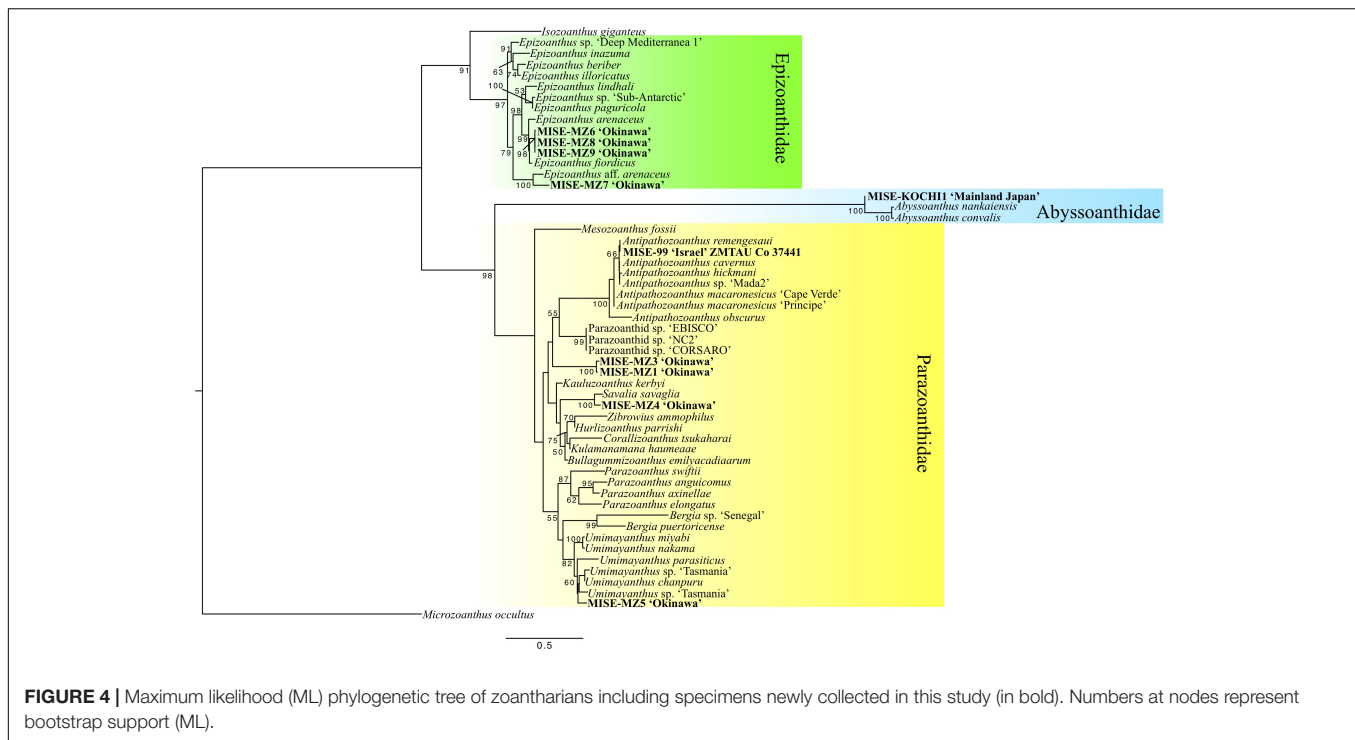 Isozoanthus giganteus
Epizoanthus sp. 'Deep Mediterranea 1'
Epizoanthus inazuma
Epizoanthus beriber
Epizoanthus illoricatus
Epizoanthus lindhali
Epizoanthus sp. 'Sub-Antarctic'
Epizoanthus paguricola
Epizoanthus arenaceus
MISE-MZ6 'Okinawa'
MISE-MZ8 'Okinawa'
MISE-MZ9 'Okinawa'
Epizoanthus fiordicus
Epizoanthus aff. arenaceus
MISE-MZ7 'Okinawa'
91
91
63
74
100
97
53
98
99
98
79
100
Epizoanthidae
MISE-KOCHI1 'Mainland Japan'
Abyssoanthus nankaiensis
Abyssoanthus convalis
100
100
Abyssoanthidae
98
Mesozoanthus fossii
Antipathozoanthus remengesaui
MISE-99 'Israel' ZMTAU Co 37441
Antipathozoanthus cavernus
Antipathozoanthus hickmani
Antipathozoanthus sp. 'Mada2'
Antipathozoanthus macaronesicus 'Cape Verde'
Antipathozoanthus macaronesicus 'Principe'
Antipathozoanthus obscurus
Parazoanthid sp. 'EBISCO'
Parazoanthid sp. 'NC2'
Parazoanthid sp. 'CORSARO'
MISE-MZ3 'Okinawa'
MISE-MZ1 'Okinawa'
Kauluzoanthus kerbyi
Savalia savaglia
MISE-MZ4 'Okinawa'
Zibrowius ammophilus
Hurlizoanthus parrishi
Corallizoanthus tsukaharai
Kulamanamana haumeaae
Bullagummizoanthus emilyacadiaarum
Parazoanthus swiftii
Parazoanthus anguicomus
Parazoanthus axinellae
Parazoanthus elongatus
Bergia sp. 'Senegal'
Bergia puertoricense
Umimayanthus miyabi
Umimayanthus nakama
Umimayanthus parasiticus
Umimayanthus sp. 'Tasmania'
Umimayanthus chanpuru
Umimayanthus sp. 'Tasmania'
MISE-MZ5 'Okinawa'
66
100
55
99
100
100
70
75
50
87
95
62
55
99
100
82
60
Parazoanthidae
Microzoanthus occultus
0.5
FIGURE 4 | Maximum likelihood (ML) phylogenetic tree of zoantharians including specimens newly collected in this study (in bold). Numbers at nodes represent
bootstrap support (ML).